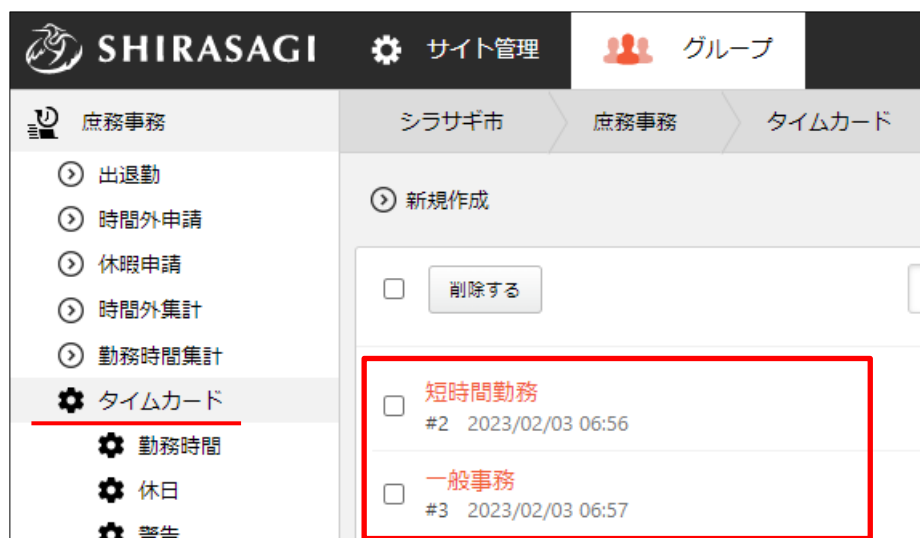 SHIRASAGI サイト管理 グループ
庶務事務
シラサギ市 庶務事務 タイムカード
出退勤
時間外申請
休暇申請
時間外集計
勤務時間集計
タイムカード
勤務時間
休日
警告
新規作成
削除する
短時間勤務
#2 2023/02/03 06:56
一般事務
#3 2023/02/03 06:57